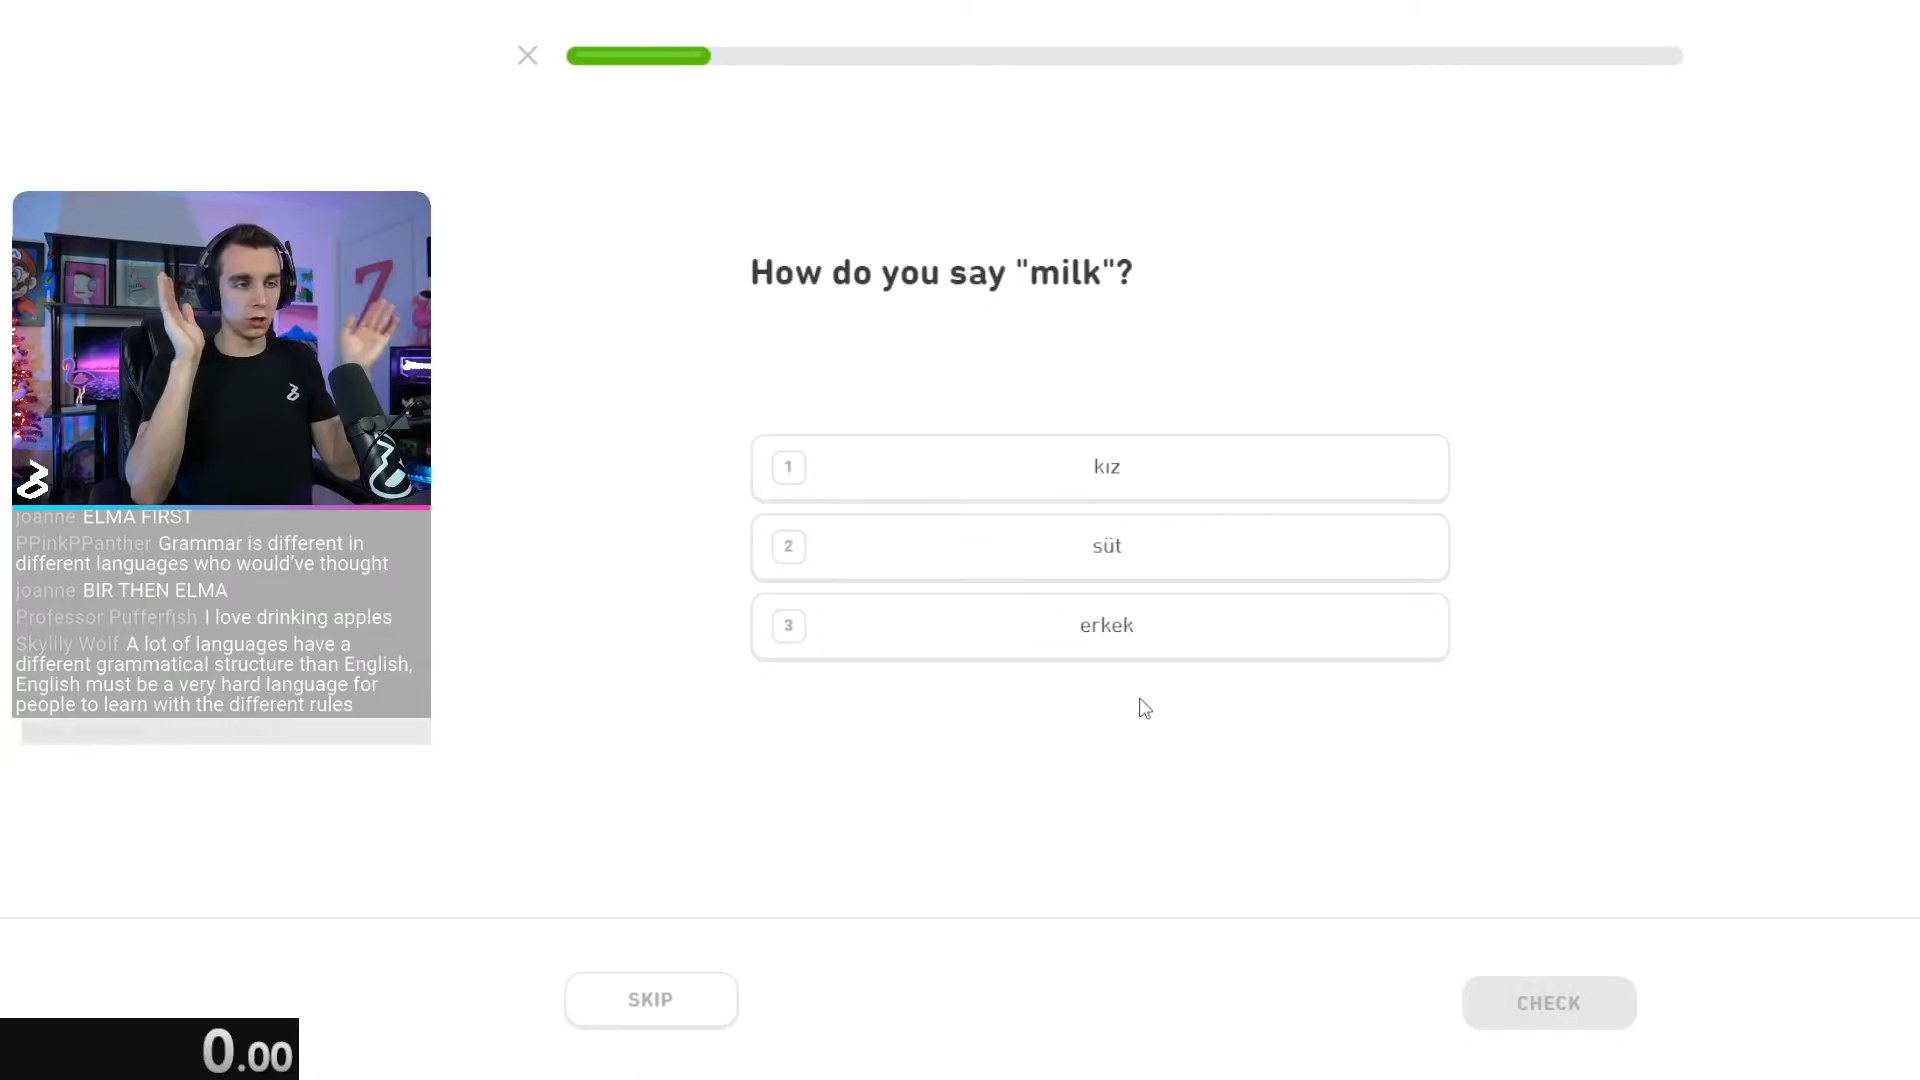 How do you say "milk"?
1 kız
2 süt
3 erkek
joanne ELMA FIRST
PPinkPPanther Grammar is different in
different languages who would've thought
joanne BIR THEN ELMA
Professor Pufferfish I love drinking apples
Skylily Wolf A lot of languages have a
different grammatical structure than English,
English must be a very hard language for
people to learn with the different rules
SKIP
CHECK
0.00